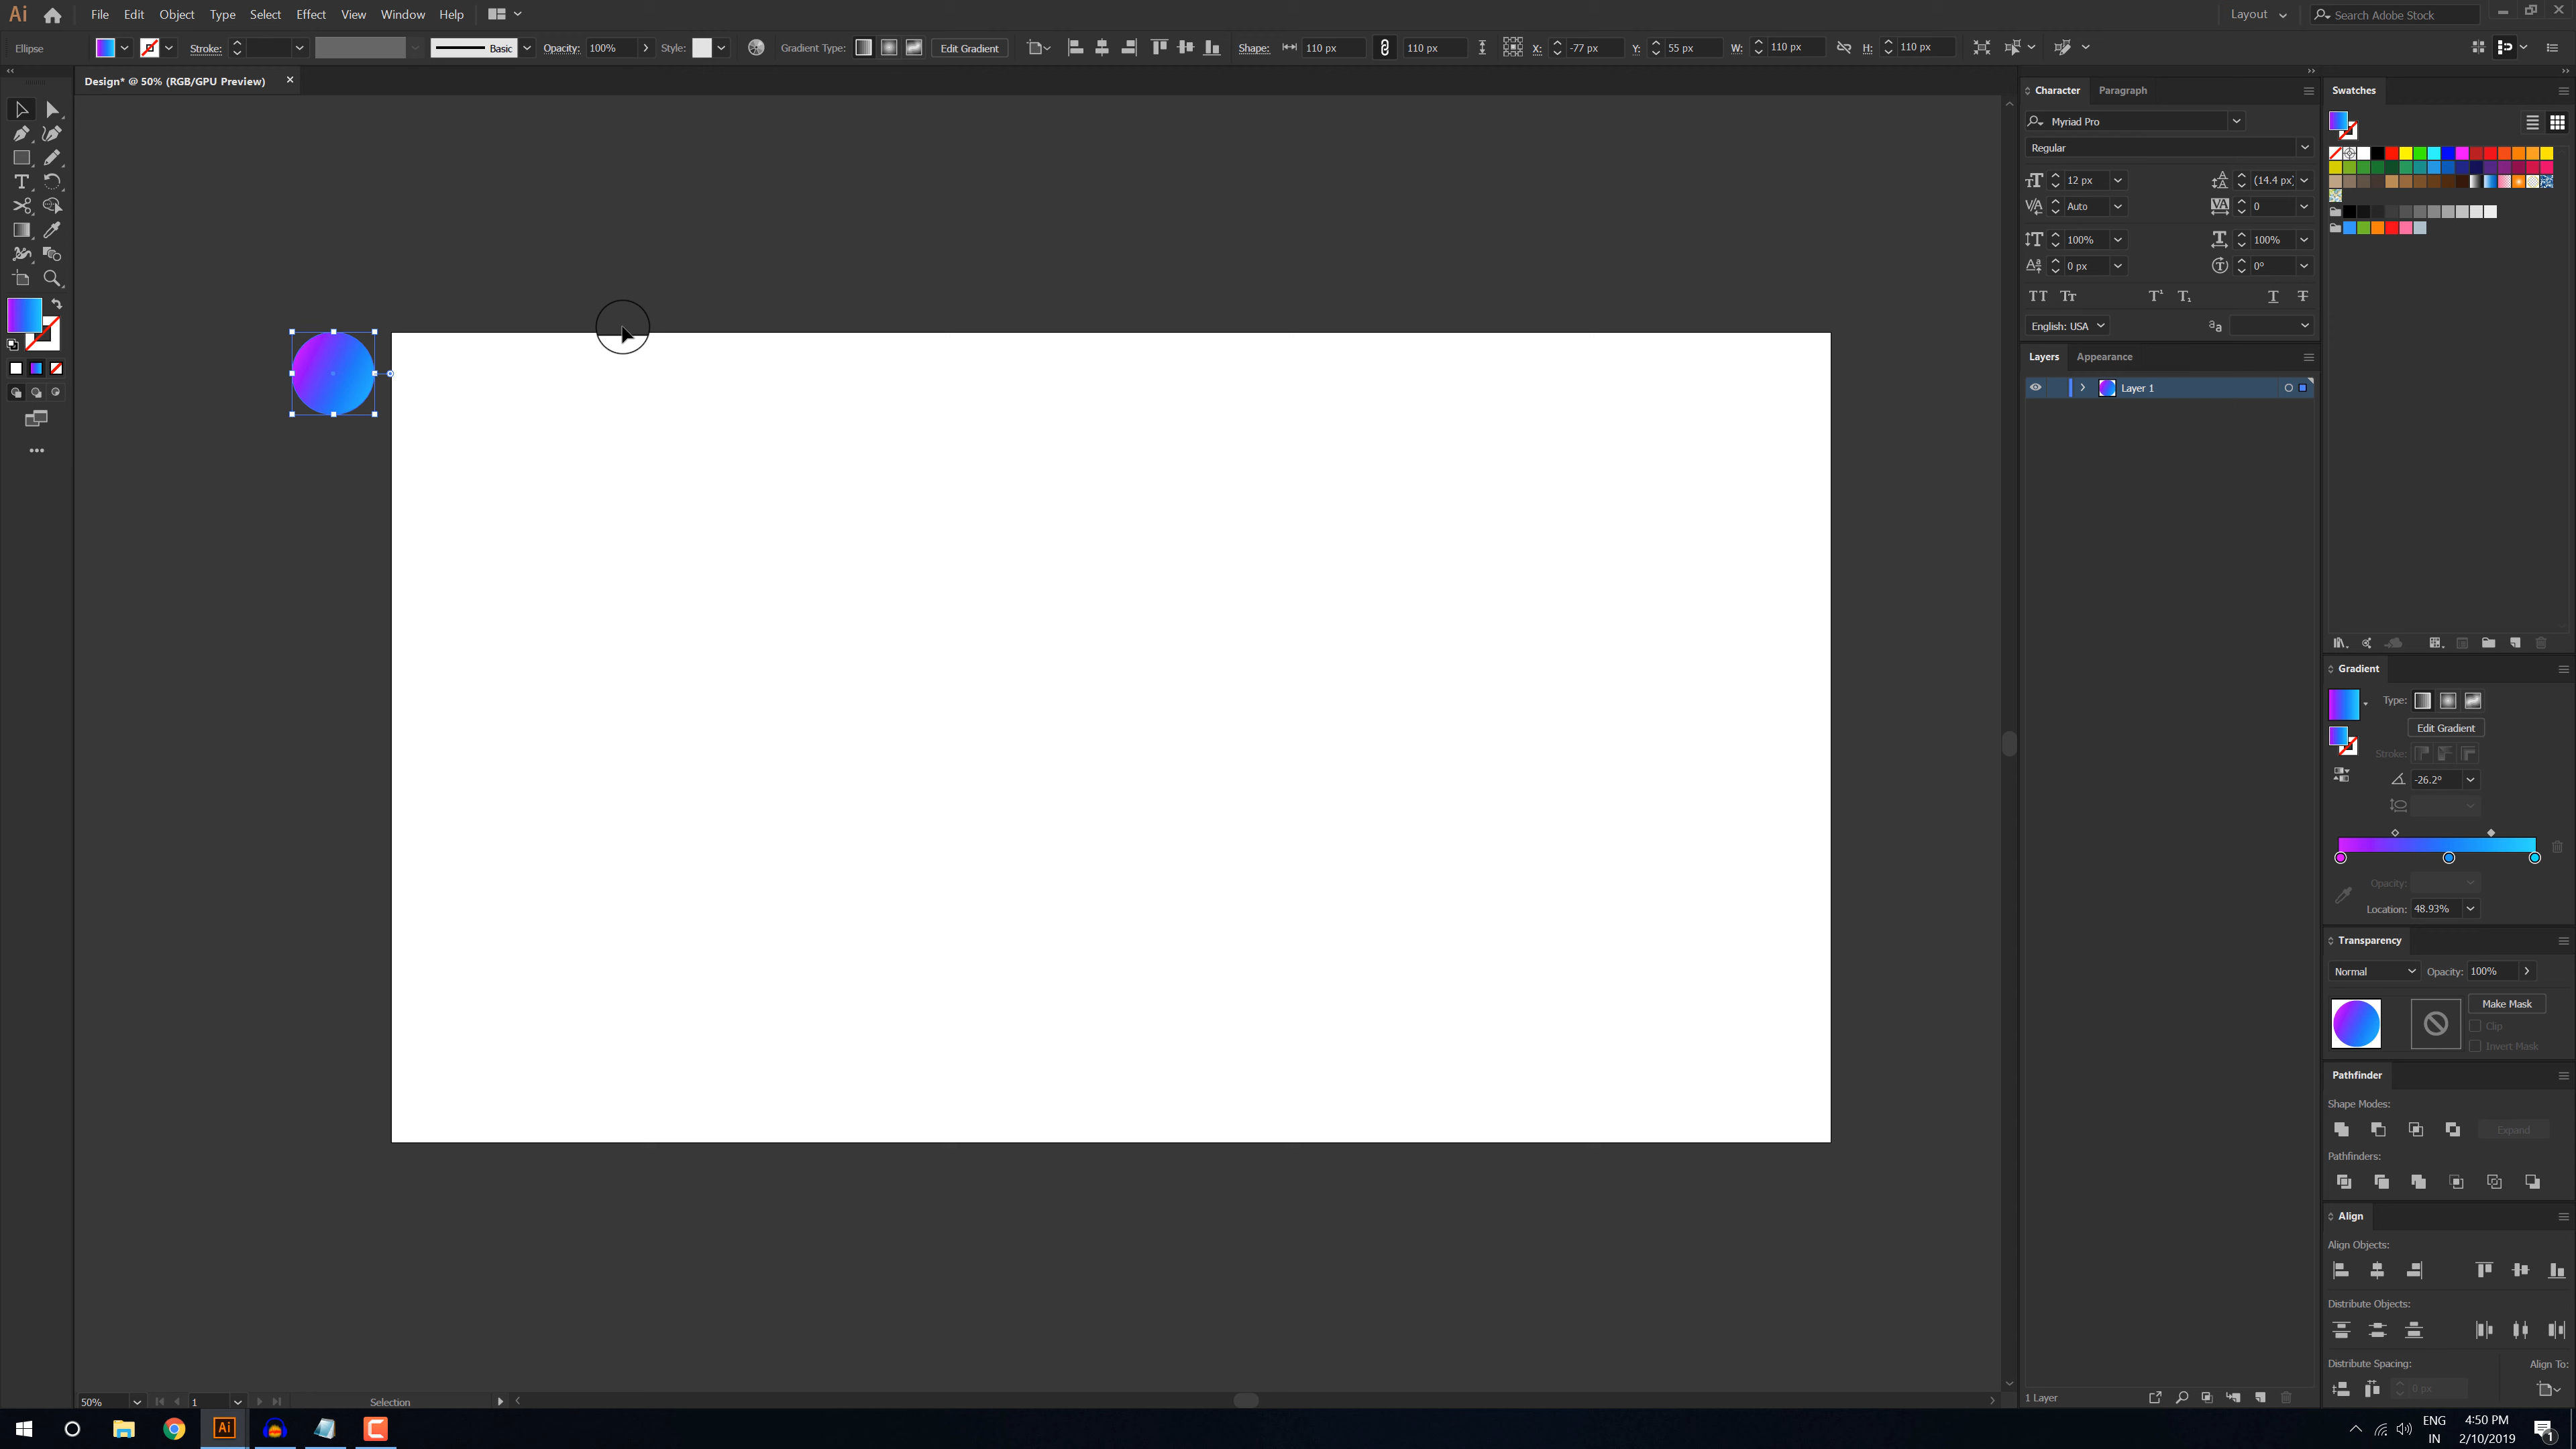 Ai File Edit Object Type Select Effect View Window Help Layout Search Adobe Stock
Ellipse Stroke: Basic Opacity: 100% Style: Gradient Type: Edit Gradient Shape: 110 px 110 px X: -77 px Y: 55 px W: 110 px H: 110 px
Design* @ 50% (RGB/GPU Preview)
Character Paragraph
Myriad Pro
Regular
12 px (14.4 px)
Auto 0
100% 100%
0 px 0°
English: USA
Layers Appearance
Layer 1
1 Layer
Swatches
Gradient
Type:
Edit Gradient
Stroke:
-26.2°
Opacity:
Location: 48.93%
Transparency
Normal Opacity: 100%
Make Mask
Clip
Invert Mask
Pathfinder
Shape Modes:
Expand
Pathfinders:
Align
Align Objects:
Distribute Objects:
Distribute Spacing: Align To:
0 px
50% 1 Selection
Ai ENG 4:50 PM
IN 2/10/2019 1